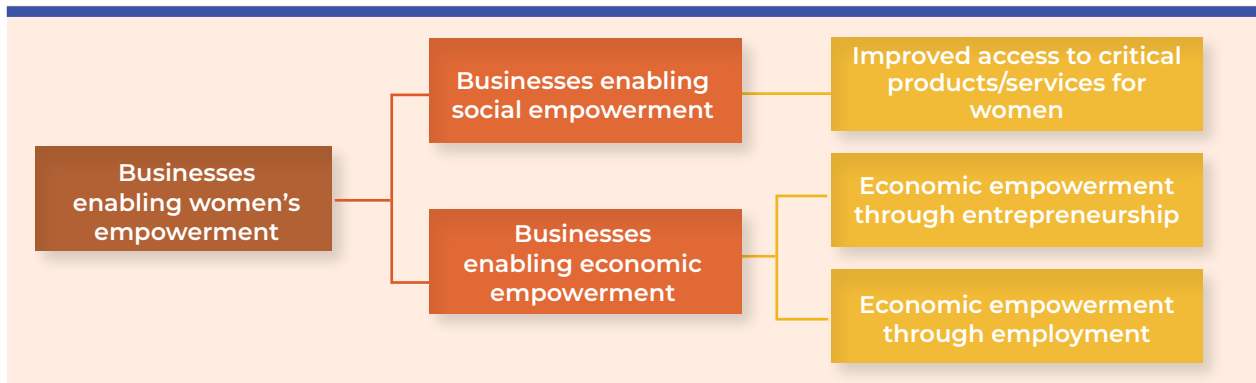 Businesses
enabling women’s
empowerment
Businesses enabling
social empowerment
Businesses
enabling economic
empowerment
Improved access to critical
products/services for
women
Economic empowerment
through entrepreneurship
Economic empowerment
through employment